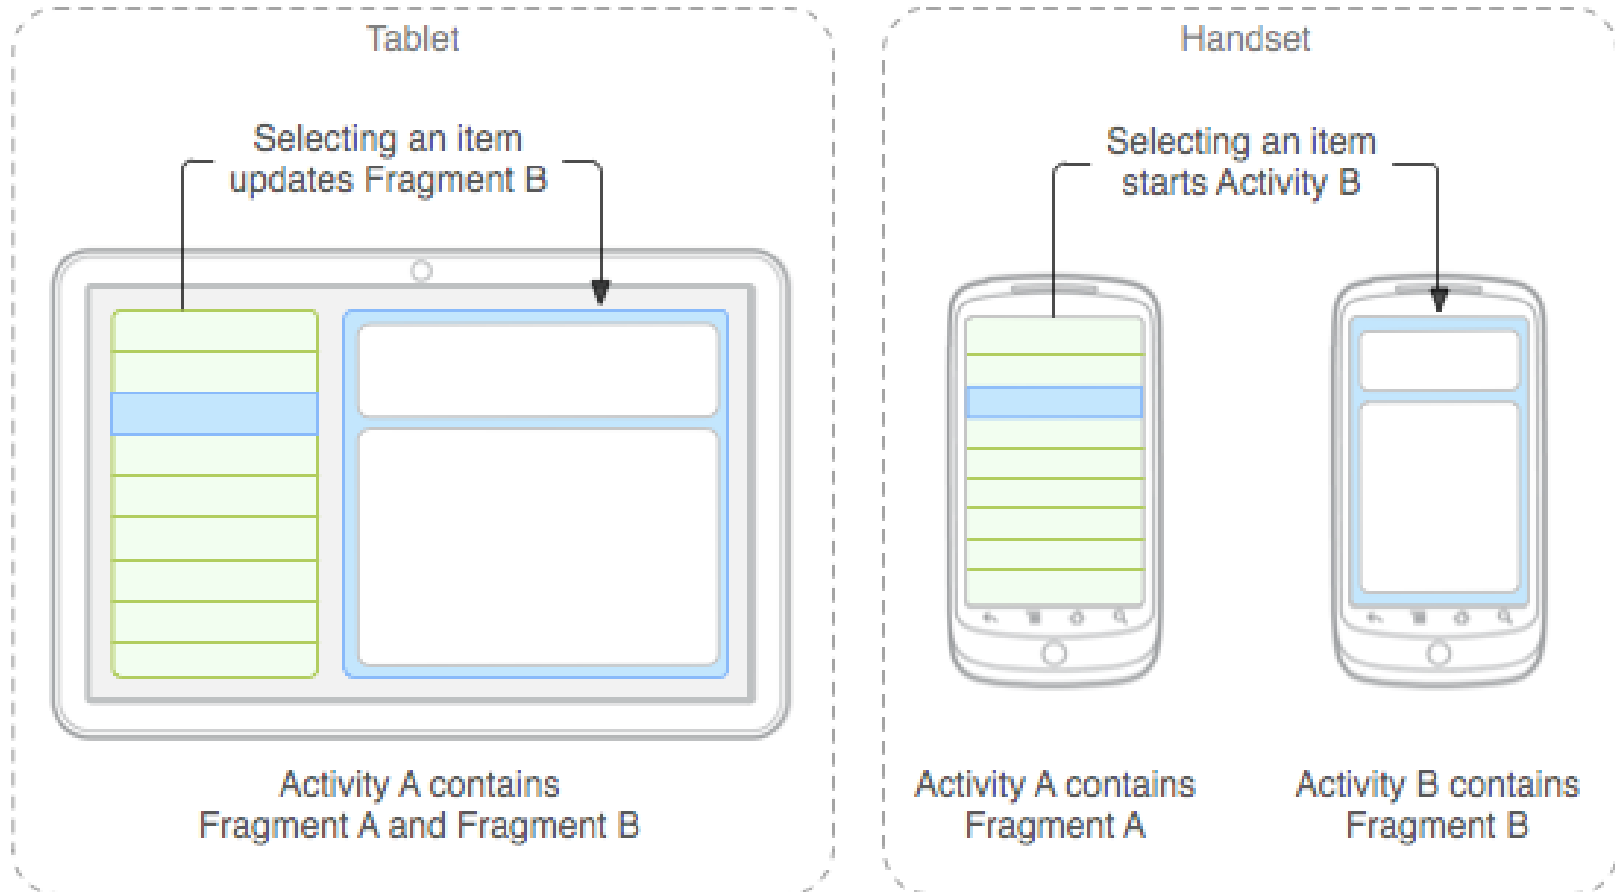 Tablet
Selecting an item
updates Fragment B
Activity A contains
Fragment A and Fragment B
Handset
Selecting an item
starts Activity B
Activity A contains
Fragment A
Activity B contains
Fragment B